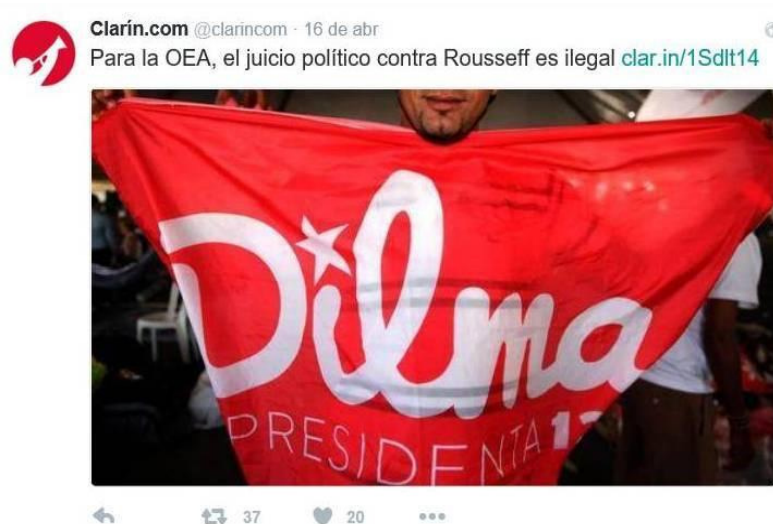 Clarín.com @clarincom · 16 de abr
Para la OEA, el juicio político contra Rousseff es ilegal clar.in/1Sdlt14
Dilma
PRESIDENTA 13
37 20